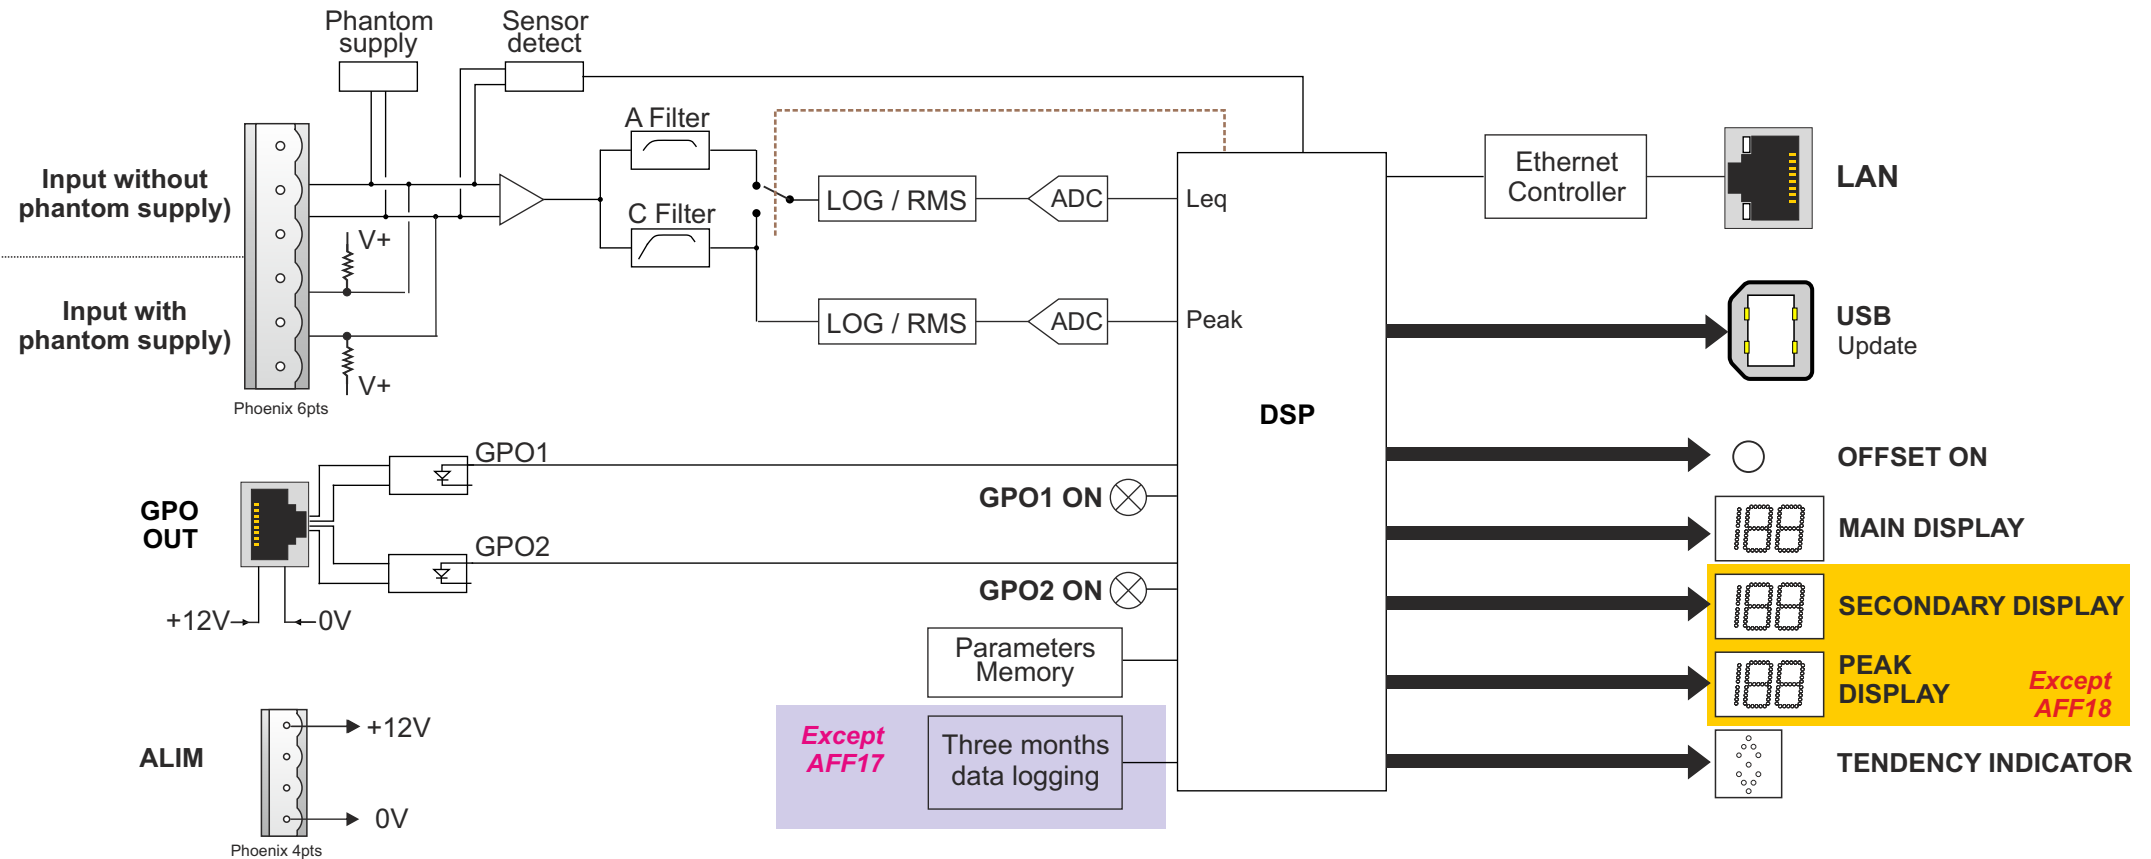 Phantom
supply
Sensor
detect
A Filter
C Filter
Input without
phantom supply)
V+
Input with
phantom supply)
V+
Phoenix 6pts
LOG / RMS
ADC
Leq
LOG / RMS
ADC
Peak
DSP
Ethernet
Controller
LAN
USB
Update
GPO1
GPO1 ON
GPO
OUT
GPO2
GPO2 ON
+12V
0V
OFFSET ON
188
MAIN DISPLAY
188
SECONDARY DISPLAY
188
PEAK
DISPLAY
Except
AFF18
TENDENCY INDICATOR
Parameters
Memory
Except
AFF17
Three months
data logging
ALIM
+12V
0V
Phoenix 4pts